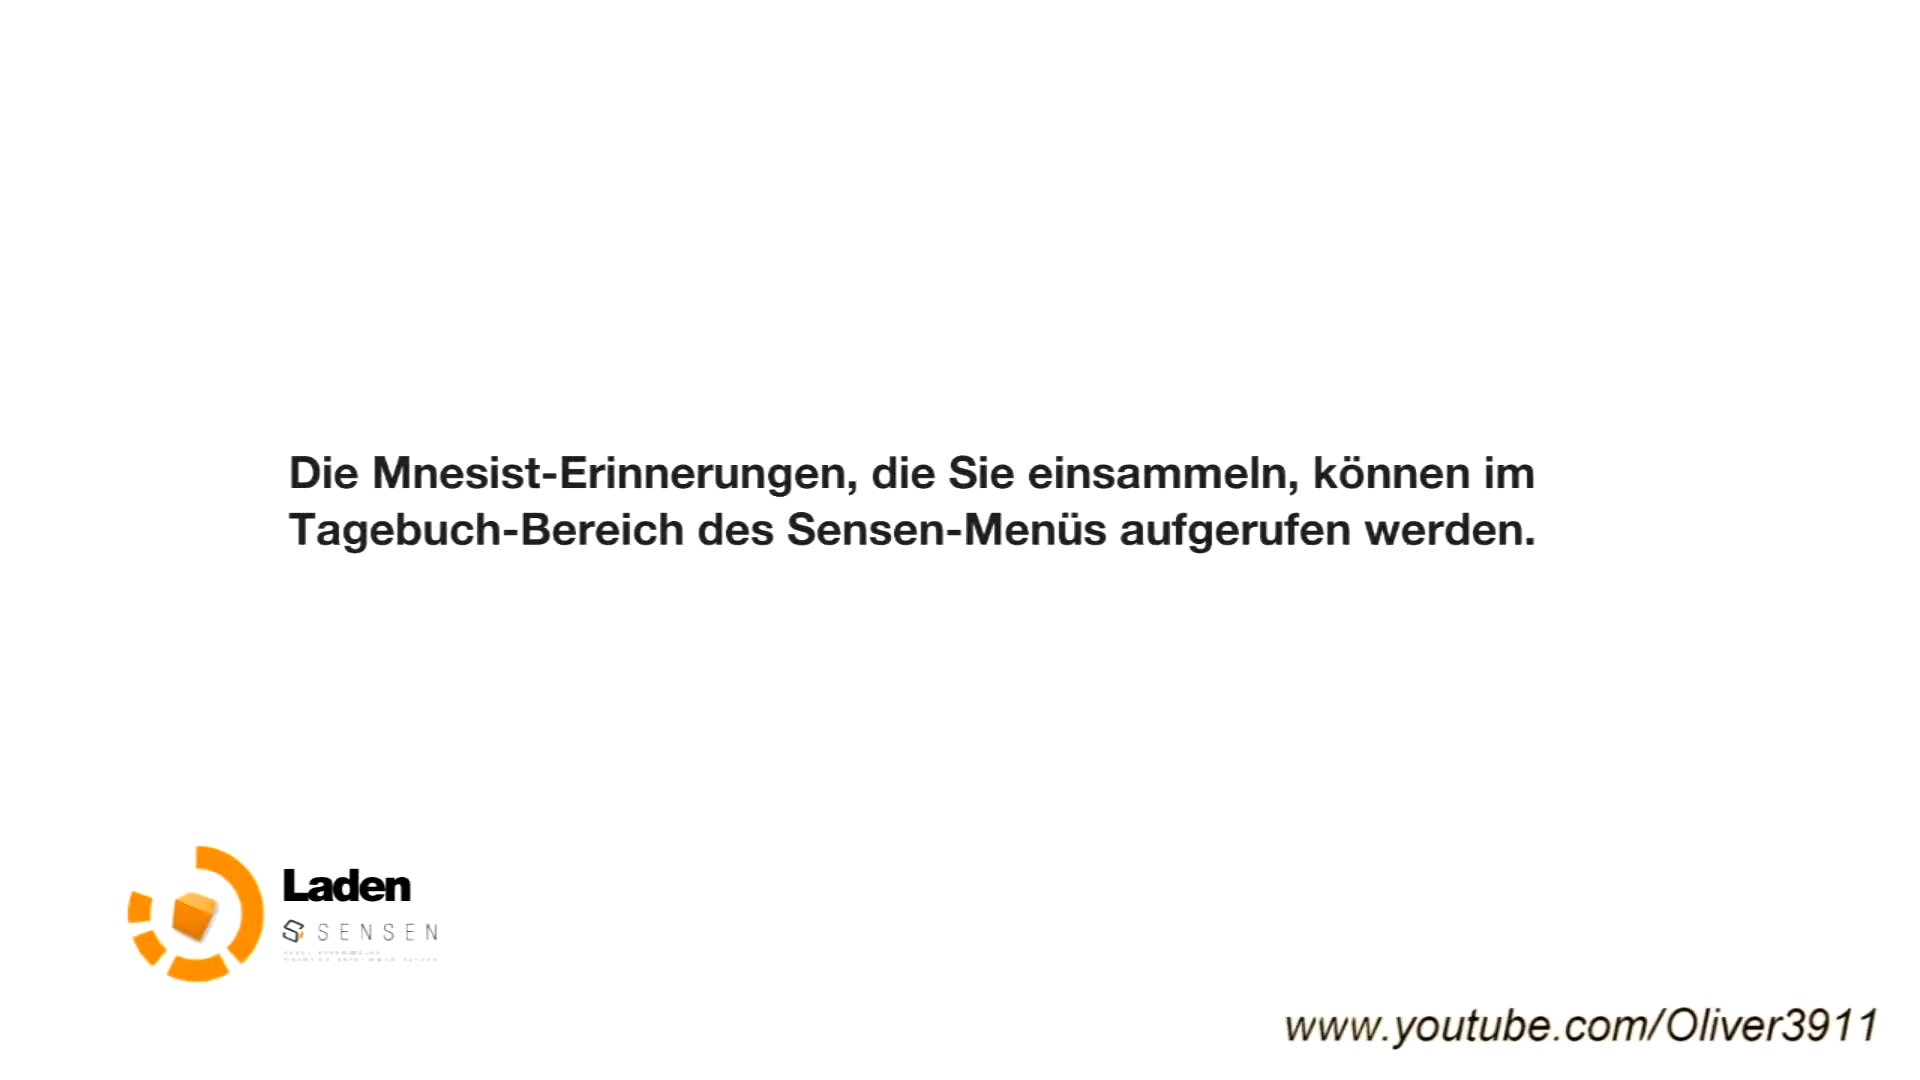 Die Mnesist-Erinnerungen, die Sie einsammeln, können im
Tagebuch-Bereich des Sensen-Menüs aufgerufen werden.
Laden
SENSEN
www.youtube.com/Oliver3911